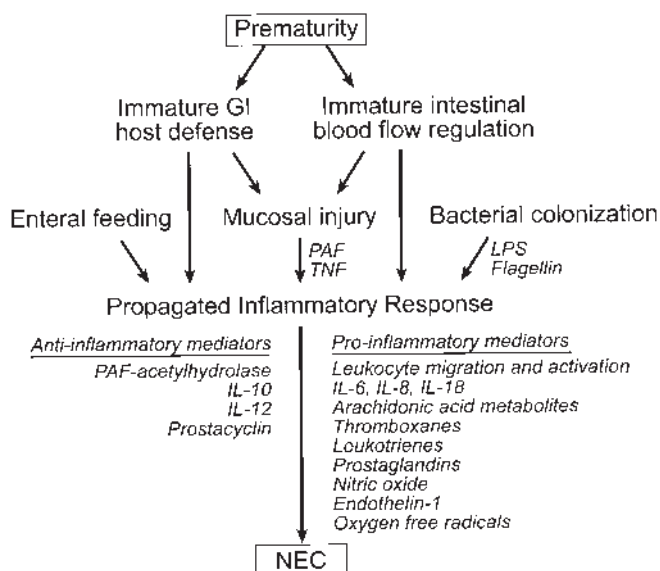 Prematurity
Immature GI
host defense
Immature intestinal
blood flow regulation
Enteral feeding
Mucosal injury
Bacterial colonization
PAF
TNF
LPS
Flagellin
Propagated Inflammatory Response
Anti-inflammatory mediators
PAF-acetylhydrolase
IL-10
IL-12
Prostacyclin
Pro-inflammatory mediators
Leukocyte migration and activation
IL-6, IL-8, IL-18
Arachidonic acid metabolites
Thromboxanes
Leukotrienes
Prostaglandins
Nitric oxide
Endothelin-1
Oxygen free radicals
NEC